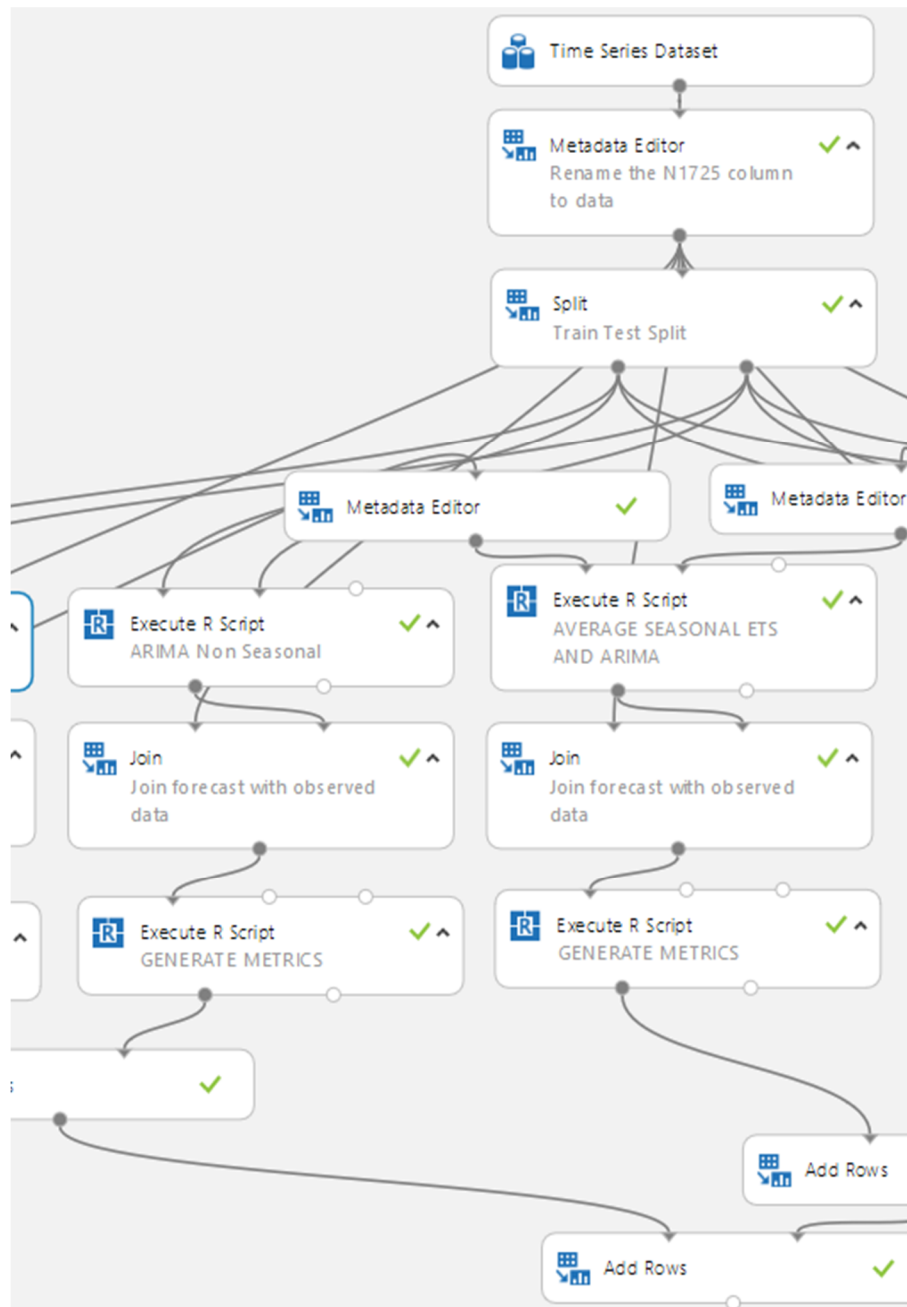 Time Series Dataset
Metadata Editor
Rename the N1725 column
to data
Split
Train Test Split
Metadata Editor
Metadata Editor
Execute R Script
ARIMA Non Seasonal
Execute R Script
AVERAGE SEASONAL ETS
AND ARIMA
Join
Join forecast with observed
data
Join
Join forecast with observed
data
Execute R Script
GENERATE METRICS
Execute R Script
GENERATE METRICS
s
Add Rows
Add Rows